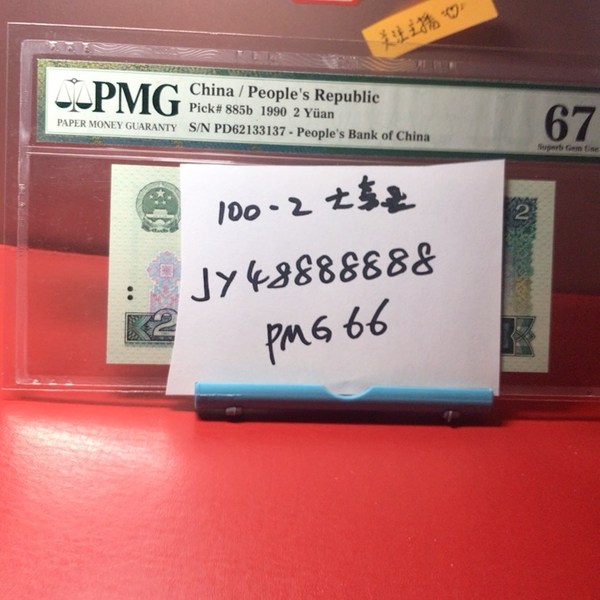 关注主播
PMG
PAPER MONEY GUARANTY
China / People's Republic
Pick# 885b 1990 2 Yüan
S/N PD62133137 - People's Bank of China
67
Superb Gem Unc
100-2
JY48888888
PMG 66
2
2